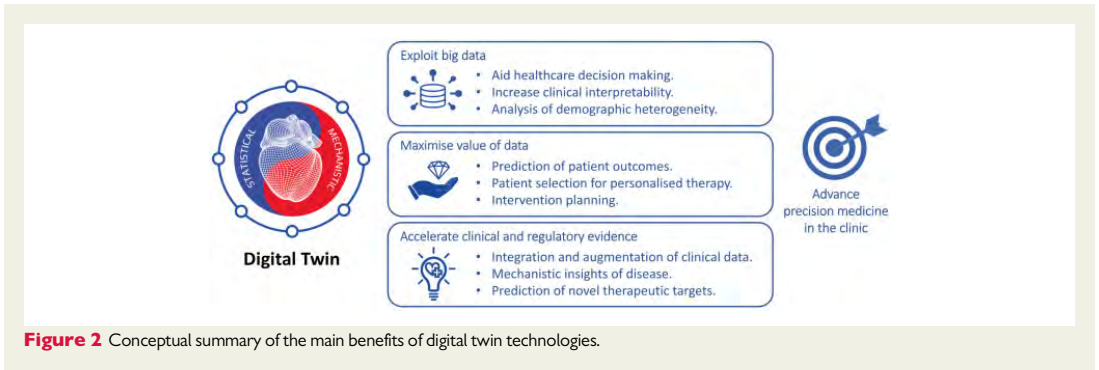 STATISTICAL
MECHANISTIC
Digital Twin
Exploit big data
• Aid healthcare decision making.
• Increase clinical interpretability.
• Analysis of demographic heterogeneity.
Maximise value of data
• Prediction of patient outcomes.
• Patient selection for personalised therapy.
• Intervention planning.
Accelerate clinical and regulatory evidence
• Integration and augmentation of clinical data.
• Mechanistic insights of disease.
• Prediction of novel therapeutic targets.
Advance
precision medicine
in the clinic
Figure 2 Conceptual summary of the main benefits of digital twin technologies.